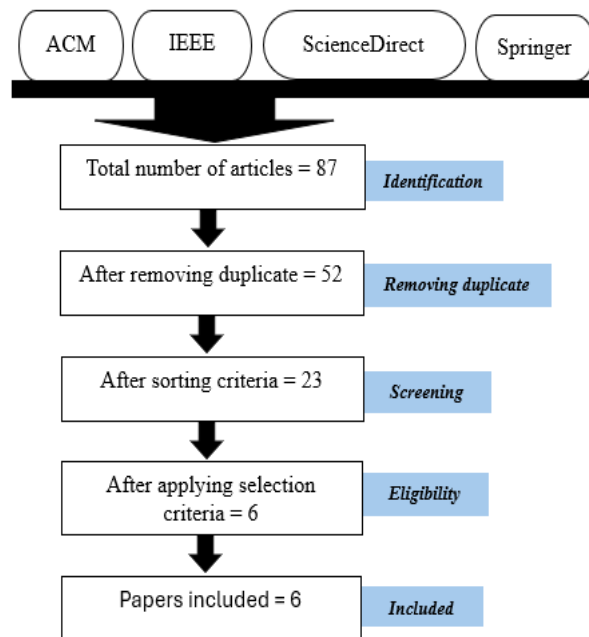 ACM
IEEE
ScienceDirect
Springer
Total number of articles = 87
Identification
After removing duplicate = 52
Removing duplicate
After sorting criteria = 23
Screening
After applying selection
criteria = 6
Eligibility
Papers included = 6
Included